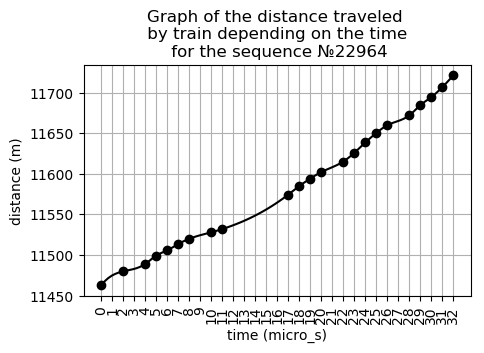 Graph of the distance traveled
by train depending on the time
for the sequence №22964
distance (m)
11700
11650
11600
11550
11500
11450
0 1 2 3 4 5 6 7 8 9 10 11 12 13 14 15 16 17 18 19 20 21 22 23 24 25 26 27 28 29 30 31 32
time (micro_s)